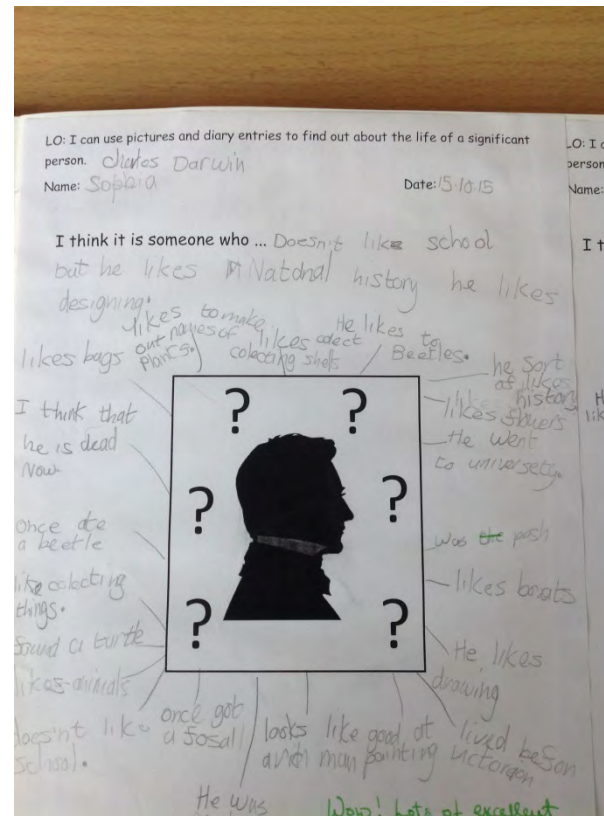 LO: I can use pictures and diary entries to find out about the life of a significant
person. Charles Darwin
Name: Sophia
Date: 15.10.15
I think it is someone who ... Doesn't like school
but he likes Natdnal history he likes
designing.
likes to make
out names of
plants.
likes colect
colecting shells
He likes to
Beetles.
likes bugs
he Sort
of likes
history
I think that
he is dead
Now
likes
He went
to universety.
once ate
a beetle
was the posh
like colecting
things.
likes boats
found a turtle
He likes
drawing
likes animals
doesn't like
School.
once got
a fosall
looks like
man
good at
painting
lived befson
victorgon
He was
Wow! Lots of excellent
? ?
? ?
? ?
LO: I c
person
Name:
I t
H
lik